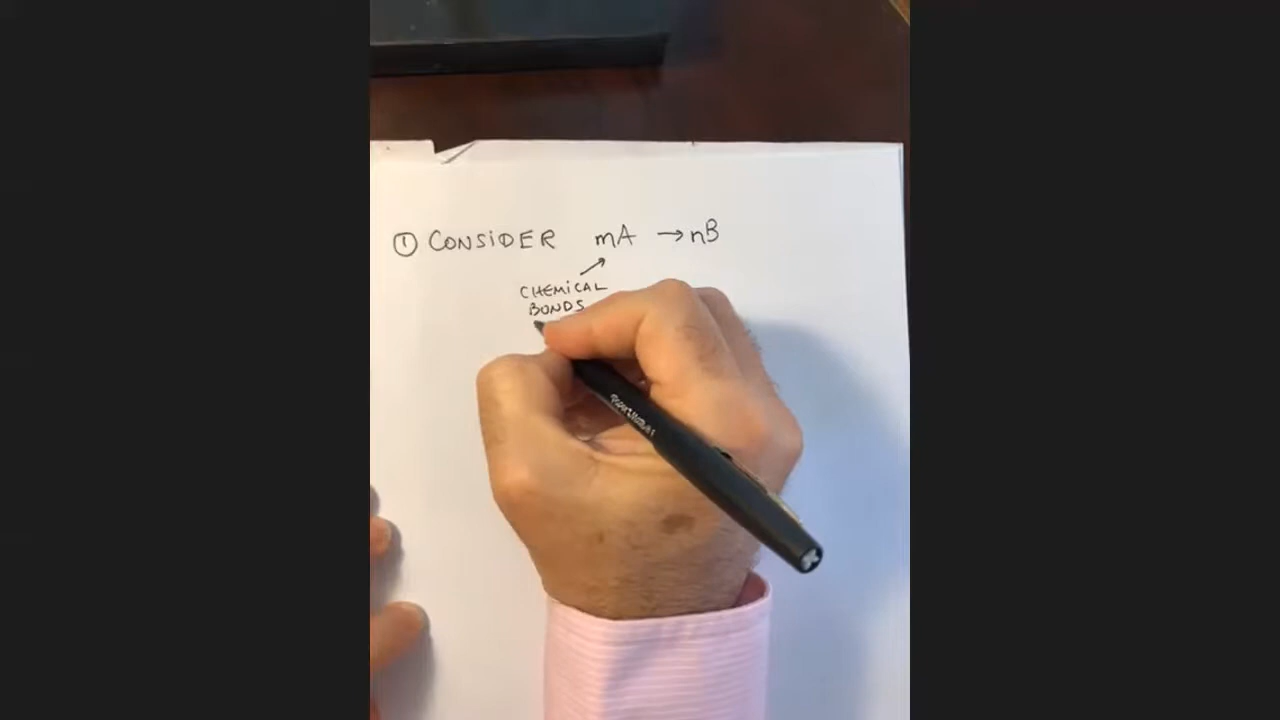 ① CONSIDER mA → nB
CHEMICAL
BONDS